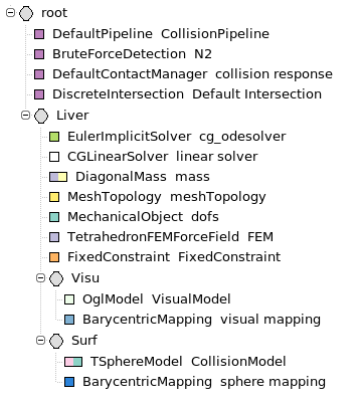 root
DefaultPipeline CollisionPipeline
BruteForceDetection N2
DefaultContactManager collision response
DiscreteIntersection Default Intersection
Liver
EulerImplicitSolver cg_odesolver
CGLinearSolver linear solver
DiagonalMass mass
MeshTopology meshTopology
MechanicalObject dofs
TetrahedronFEMForceField FEM
FixedConstraint FixedConstraint
Visu
OglModel VisualModel
BarycentricMapping visual mapping
Surf
TSphereModel CollisionModel
BarycentricMapping sphere mapping